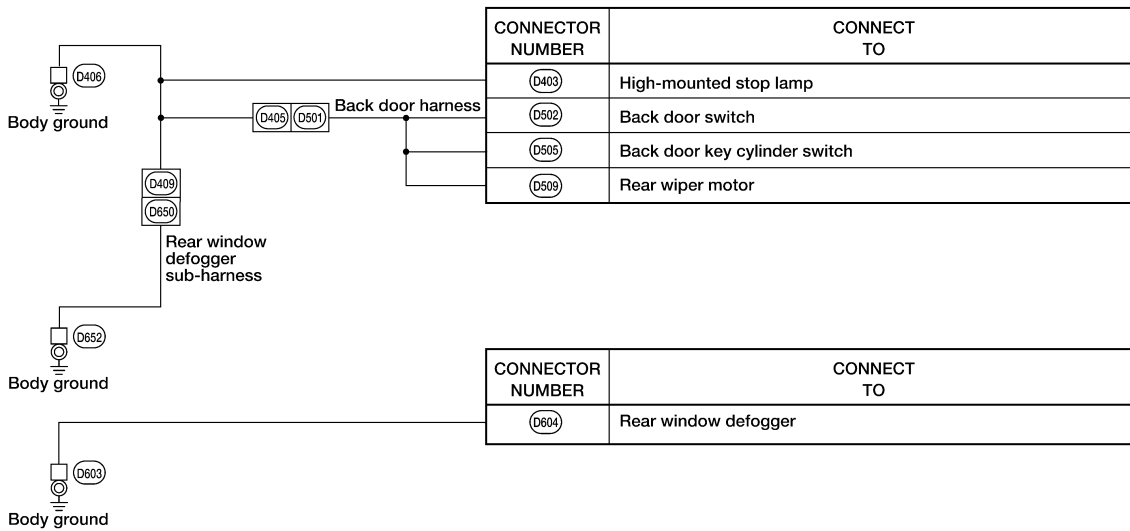 CONNECTOR NUMBER
CONNECT TO
D406
Body ground
D403
High-mounted stop lamp
D405
D501
Back door harness
D502
Back door switch
D505
Back door key cylinder switch
D409
D509
Rear wiper motor
D650
Rear window
defogger
sub-harness
D652
Body ground
CONNECTOR NUMBER
CONNECT TO
D604
Rear window defogger
D603
Body ground